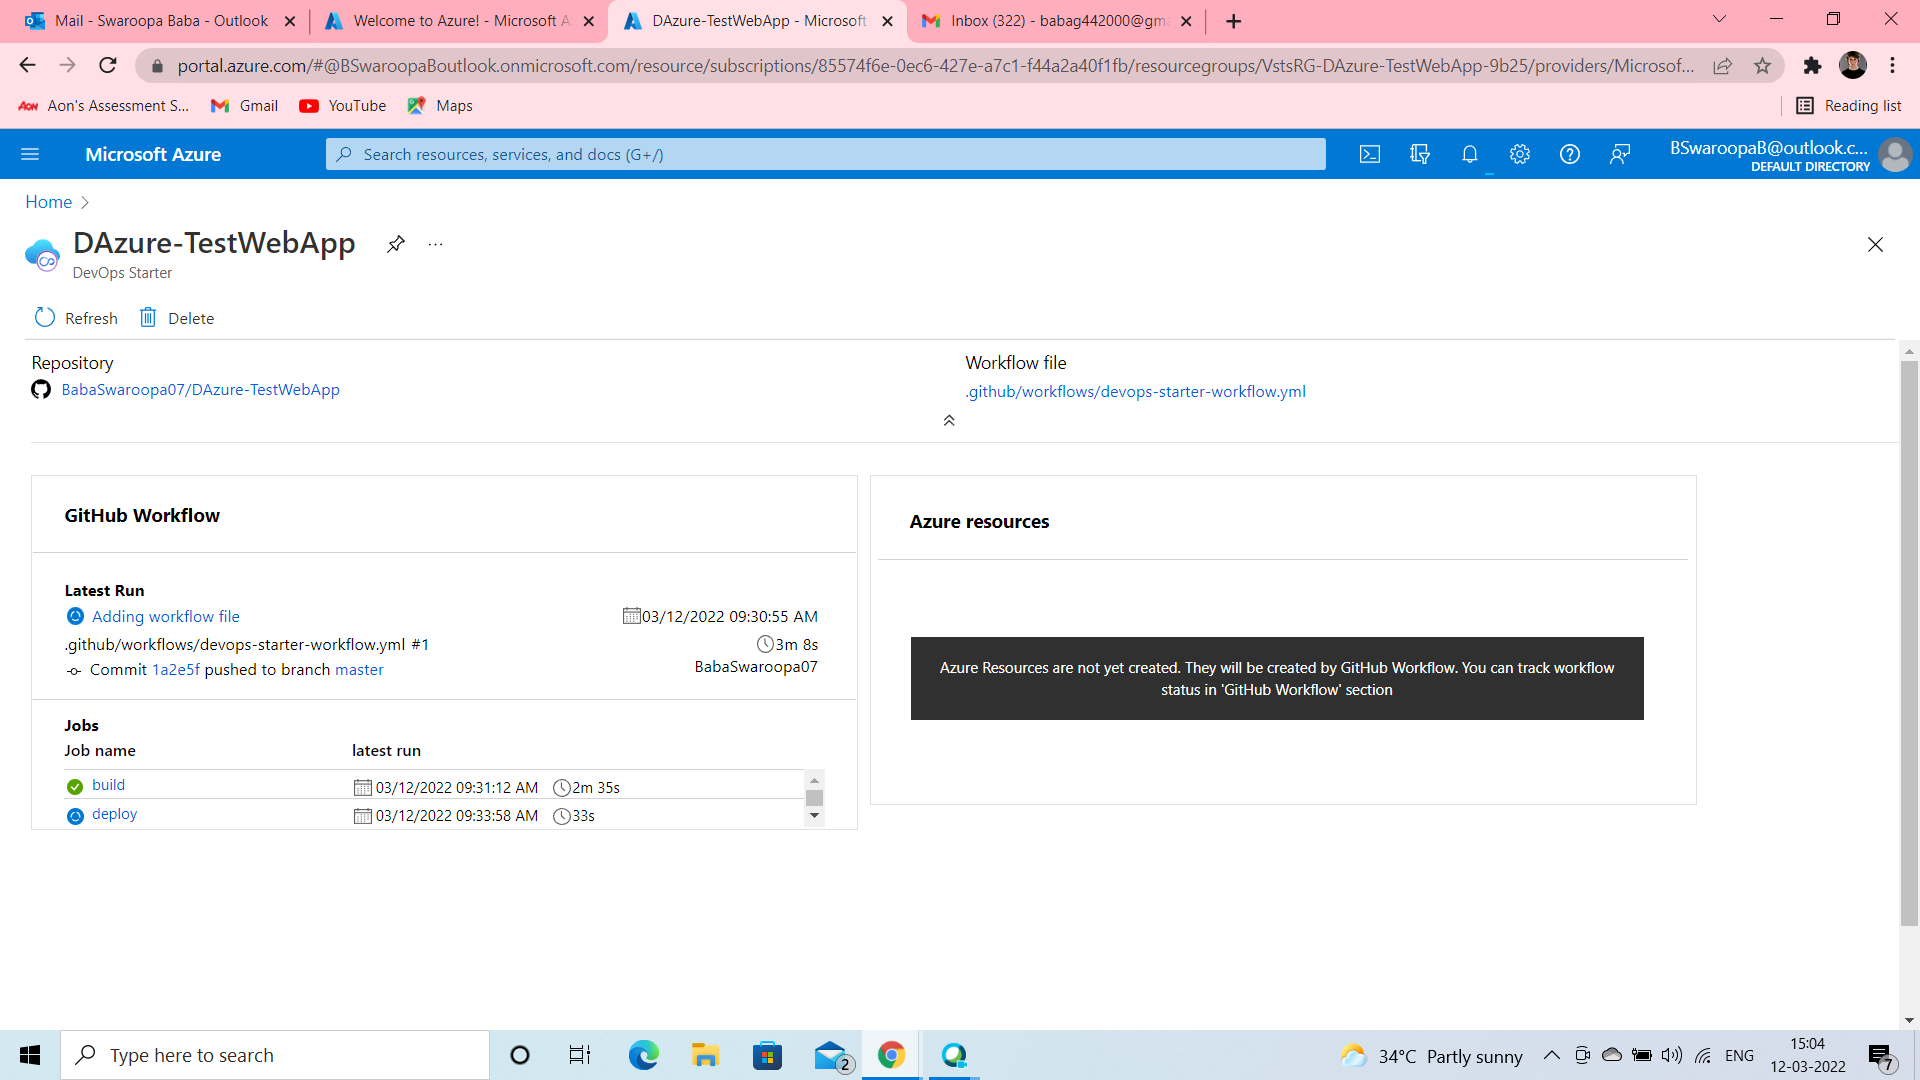 Mail - Swaroopa Baba - Outlook
Welcome to Azure! - Microsoft A
DAzure-TestWebApp - Microsoft
Inbox (322) - babag442000@gma
portal.azure.com/#@BSwaroopaBoutlook.onmicrosoft.com/resource/subscriptions/85574f6e-0ec6-427e-a7c1-f44a2a40f1fb/resourcegroups/VstsRG-DAzure-TestWebApp-9b25/providers/Microsof...
Aon Aon's Assessment S...
Gmail
YouTube
Maps
Reading list
Microsoft Azure
Search resources, services, and docs (G+/)
BSwaroopaB@outlook.c...
DEFAULT DIRECTORY
Home
DAzure-TestWebApp
...
DevOps Starter
Refresh
Delete
Repository
BabaSwaroopa07/DAzure-TestWebApp
Workflow file
.github/workflows/devops-starter-workflow.yml
GitHub Workflow
Latest Run
Adding workflow file
03/12/2022 09:30:55 AM
.github/workflows/devops-starter-workflow.yml #1
3m 8s
Commit 1a2e5f pushed to branch master
BabaSwaroopa07
Jobs
Job name
latest run
build
03/12/2022 09:31:12 AM
2m 35s
deploy
03/12/2022 09:33:58 AM
33s
Azure resources
Azure Resources are not yet created. They will be created by GitHub Workflow. You can track workflow
status in 'GitHub Workflow' section
Type here to search
2
34°C Partly sunny
ENG
15:04
12-03-2022
7